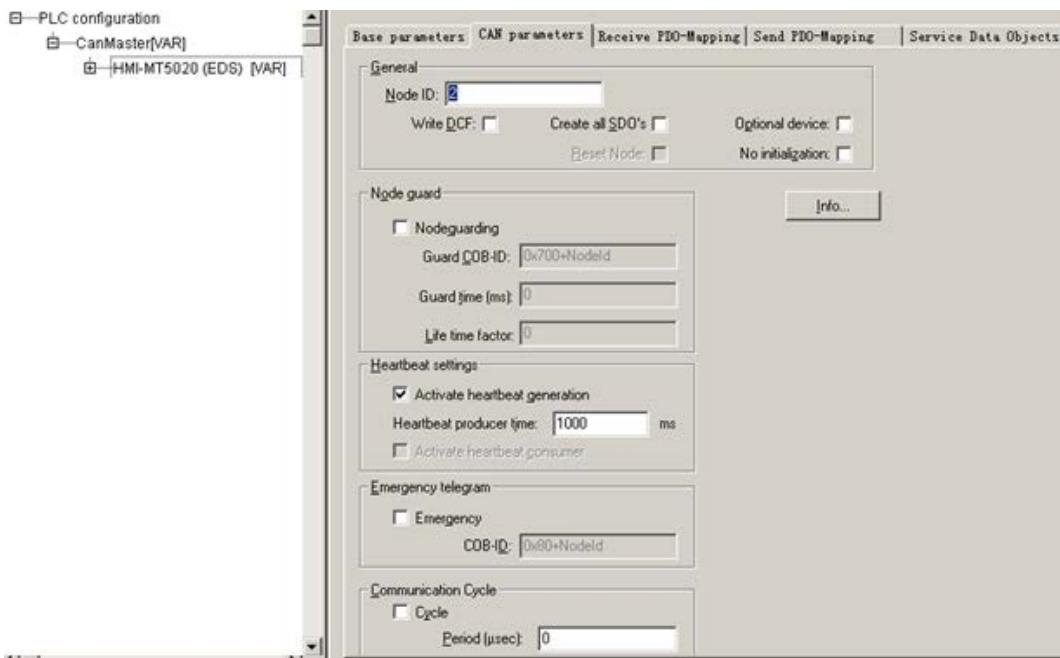 PLC configuration
CanMaster[VAR]
HMI-MT5020 (EDS) [VAR]
Base parameters
CAN parameters
Receive PDO-Mapping
Send PDO-Mapping
Service Data Objects
General
Node ID: 2
Write DCF:
Create all SDO's
Optional device:
Reset Node:
No initialization:
Info...
Node guard
Nodeguarding
Guard COB-ID: 0x700+NodeId
Guard time (ms): 0
Life time factor: 0
Heartbeat settings
Activate heartbeat generation
Heartbeat producer time: 1000 ms
Activate heartbeat consumer
Emergency telegram
Emergency
COB-ID: 0x80+NodeId
Communication Cycle
Cycle
Period (µsec): 0